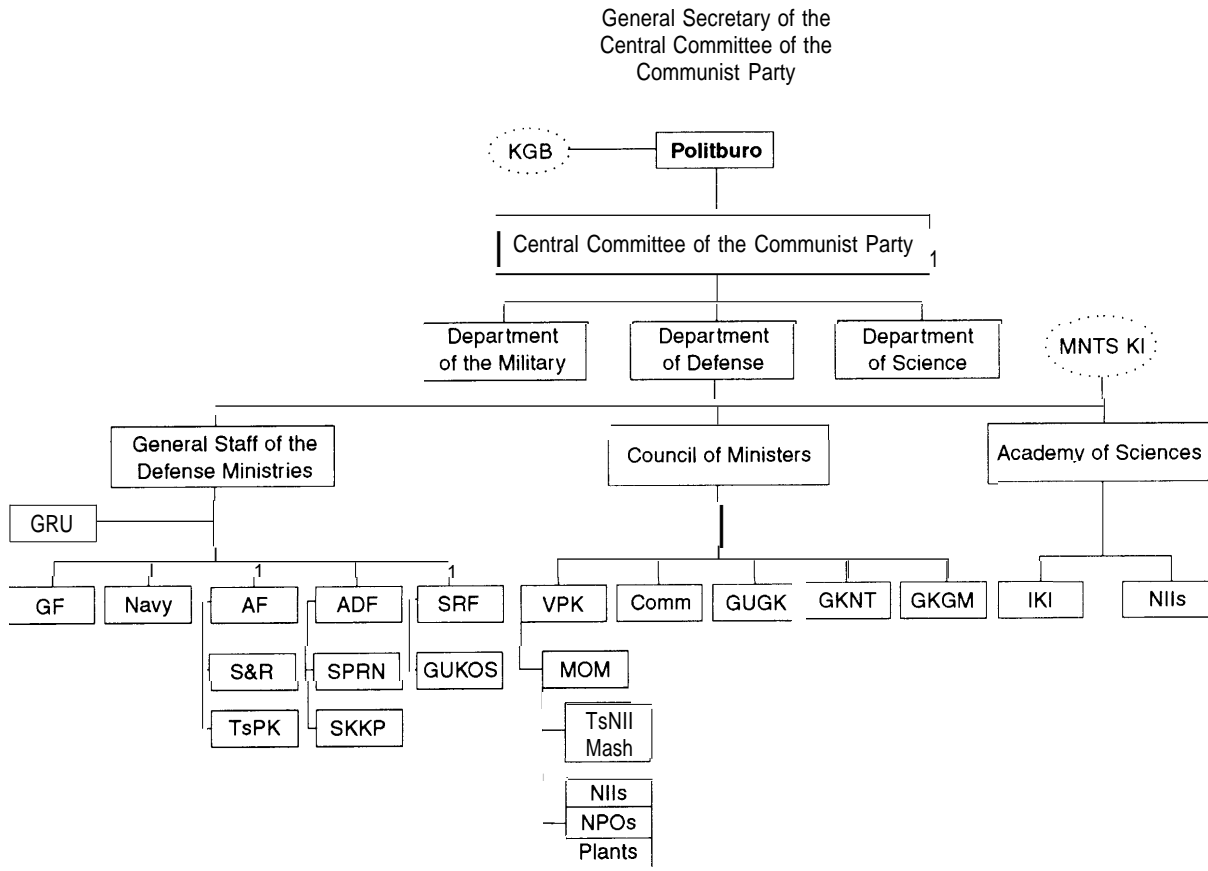 General Secretary of the
Central Committee of the
Communist Party
KGB
Politburo
Central Committee of the Communist Party
1
Department
of the Military
Department
of Defense
Department
of Science
MNTS KI
General Staff of the
Defense Ministries
Council of Ministers
Academy of Sciences
GRU
1
1
GF
Navy
AF
ADF
SRF
VPK
Comm
GUGK
GKNT
GKGM
IKI
NIIs
S&R
SPRN
GUKOS
MOM
TsPK
SKKP
TsNII
Mash
NIIs
NPOs
Plants